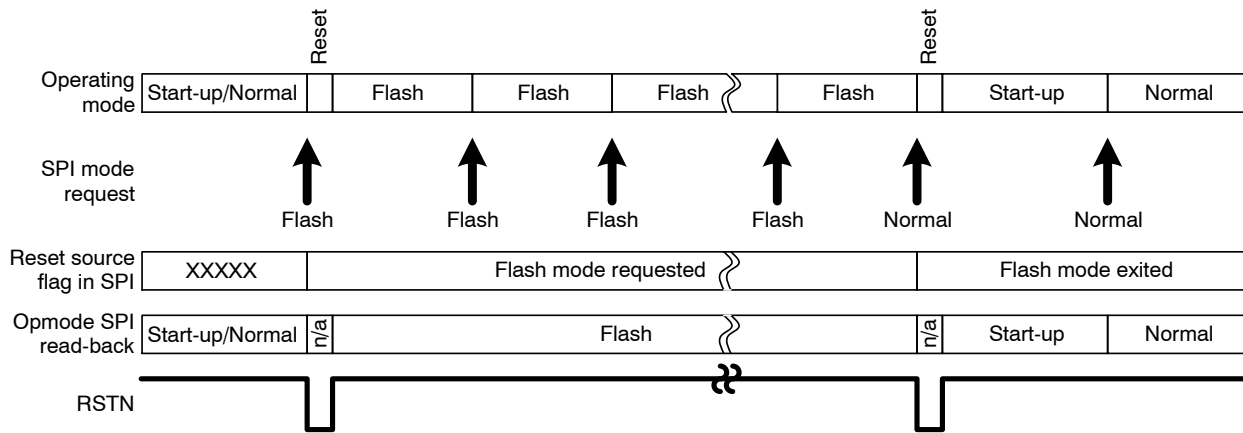 Reset Reset
Operating mode
Start-up/Normal Flash Flash Flash Flash Start-up Normal
SPI mode request
Flash Flash Flash Flash Normal Normal
Reset source flag in SPI
XXXXX Flash mode requested Flash mode exited
Opmode SPI read-back
Start-up/Normal n/a Flash n/a Start-up Normal
RSTN